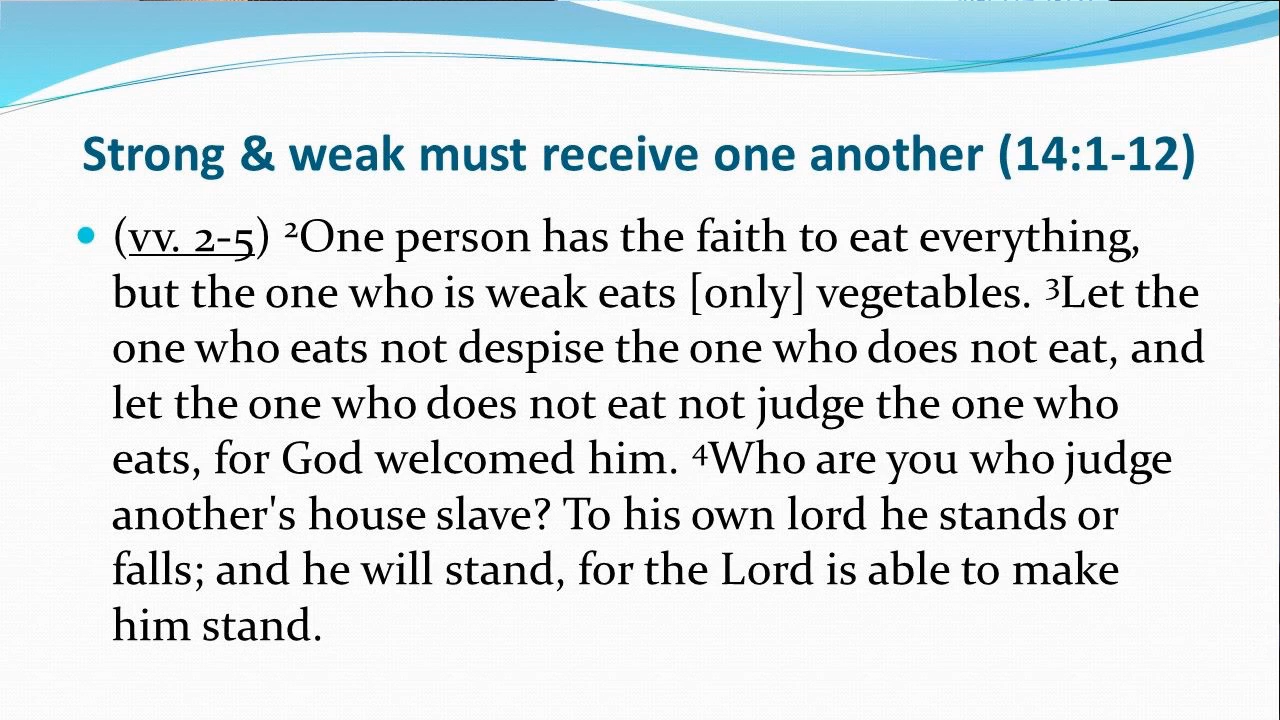 Strong & weak must receive one another (14:1-12)
• (vv. 2-5) ²One person has the faith to eat everything,
but the one who is weak eats [only] vegetables. ³Let the
one who eats not despise the one who does not eat, and
let the one who does not eat not judge the one who
eats, for God welcomed him. ⁴Who are you who judge
another's house slave? To his own lord he stands or
falls; and he will stand, for the Lord is able to make
him stand.